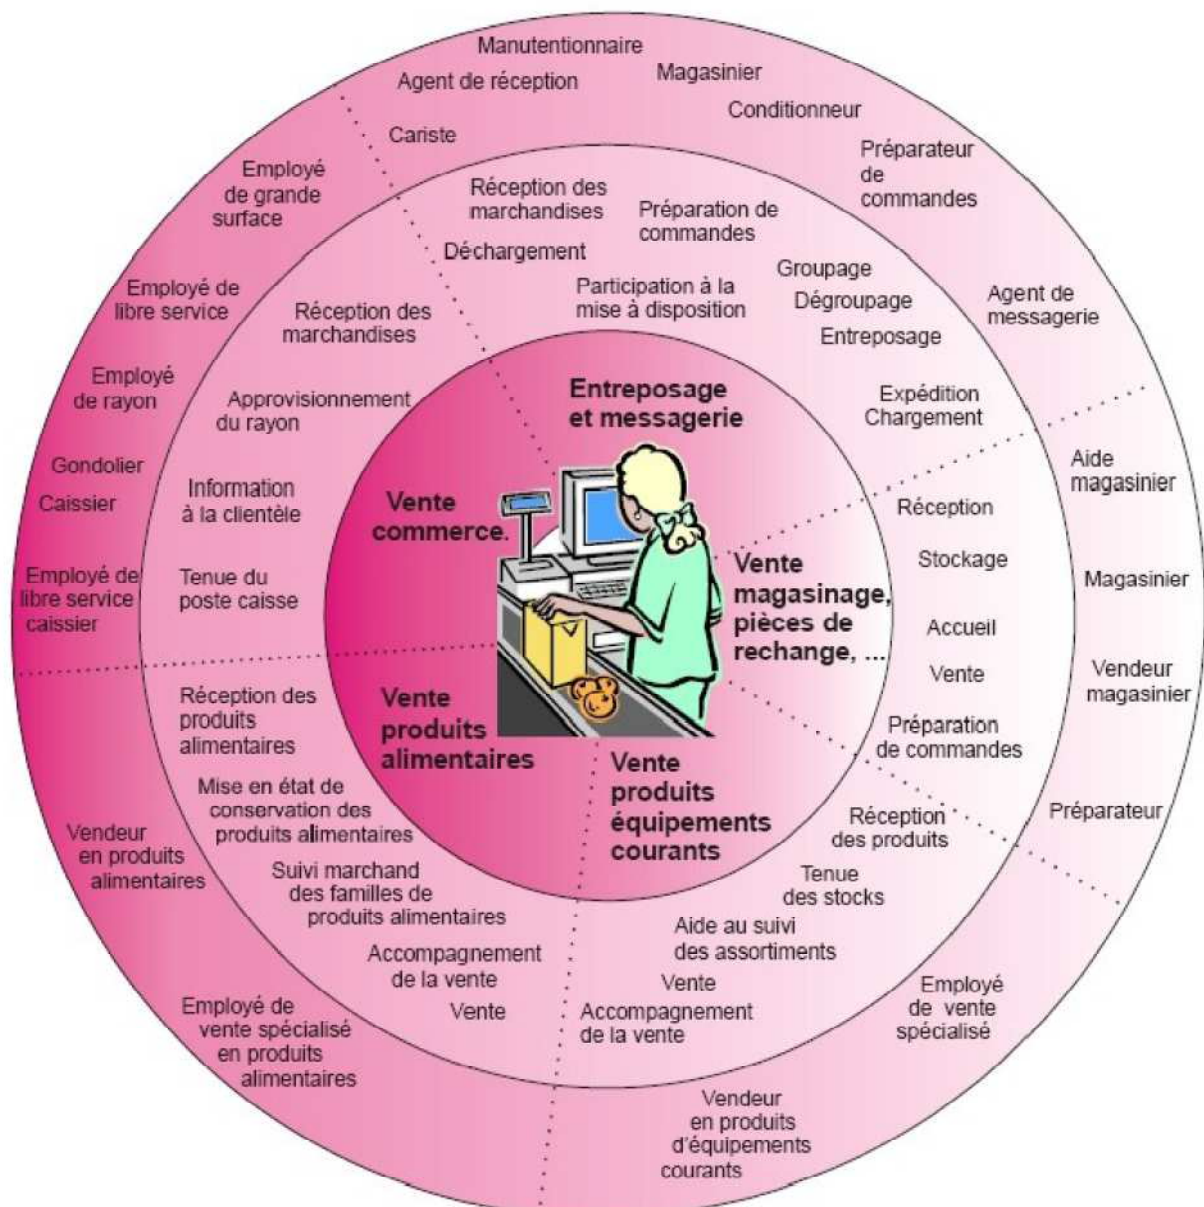 Manutentionnaire
Agent de réception
Magasinier
Conditionneur
Cariste
Préparateur
de
commandes
Agent de
messagerie
Employé
de grande
surface
Employé de
libre service
Employé
de rayon
Gondolier
Caissier
Employé de
libre service
caissier
Réception des
marchandises
Déchargement
Préparation de
commandes
Participation à la
mise à disposition
Groupage
Dégroupage
Entreposage
Expédition
Chargement
Réception des
marchandises
Approvisionnement
du rayon
Information
à la clientèle
Tenue du
poste caisse
Entreposage
et messagerie
Vente
commerce.
Vente
magasinage,
pièces de
rechange, ...
Vente
produits
alimentaires
Vente
produits
équipements
courants
Réception
Stockage
Accueil
Vente
Préparation
de commandes
Aide
magasinier
Magasinier
Vendeur
magasinier
Préparateur
Réception des
produits
alimentaires
Mise en état de
conservation des
produits alimentaires
Suivi marchand
des familles de
produits alimentaires
Accompagnement
de la vente
Vente
Vendeur
en produits
alimentaires
Employé de
vente spécialisé
en produits
alimentaires
Réception
des produits
Tenue
des stocks
Aide au suivi
des assortiments
Vente
Accompagnement
de la vente
Employé
de vente
spécialisé
Vendeur
en produits
d'équipements
courants